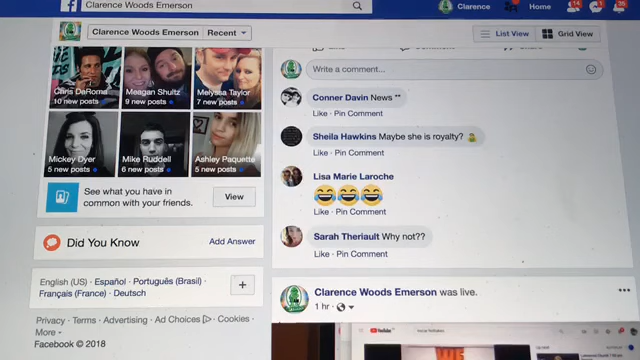 Clarence Woods Emerson
Clarence
Home
14
35
Clarence Woods Emerson
Recent
List View
Grid View
Chris DeRoma
10 new posts
Meagan Shultz
9 new posts
Melyssa Taylor
7 new posts
Mickey Dyer
5 new posts
Mike Ruddell
6 new posts
Ashley Paquette
5 new posts
See what you have in
common with your friends.
View
Did You Know
Add Answer
English (US) · Español · Português (Brasil) ·
Français (France) · Deutsch
+
Privacy · Terms · Advertising · Ad Choices · Cookies ·
More
Facebook © 2018
Write a comment...
Conner Davin News **
Like · Pin Comment
Sheila Hawkins Maybe she is royalty?
Like · Pin Comment
Lisa Marie Laroche
Like · Pin Comment
Sarah Theriault Why not??
Like · Pin Comment
Clarence Woods Emerson was live.
1 hr ·
YouTube